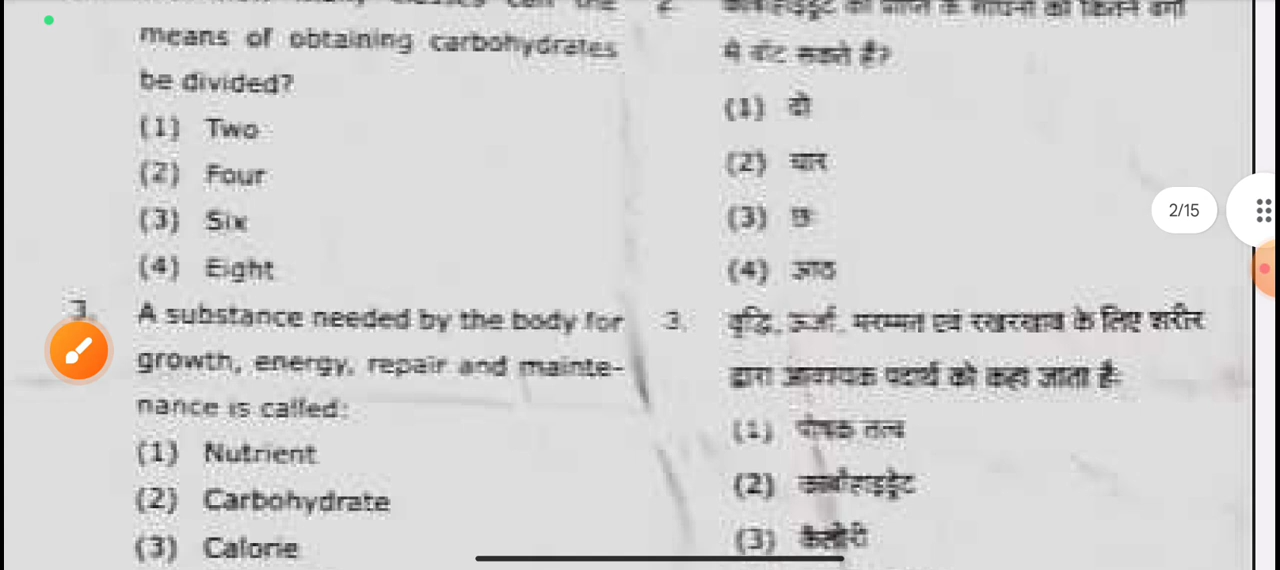 means of obtaining carbohydrates
be divided?
(1) Two
(2) Four
(3) Six
(4) Eight
3. A substance needed by the body for
growth, energy, repair and mainte-
nance is called:
(1) Nutrient
(2) Carbohydrate
(3) Calorie
2.
में बाँट सकते हैं?
(1) दो
(2) चार
(3) छः
(4) आठ
3. वृद्धि, ऊर्जा, मरम्मत एवं रखरखाव के लिए शरीर
द्वारा आवश्यक पदार्थ को कहा जाता है:
(1) पोषक तत्व
(2) कार्बोहाइड्रेट
(3) कैलोरी
2/15